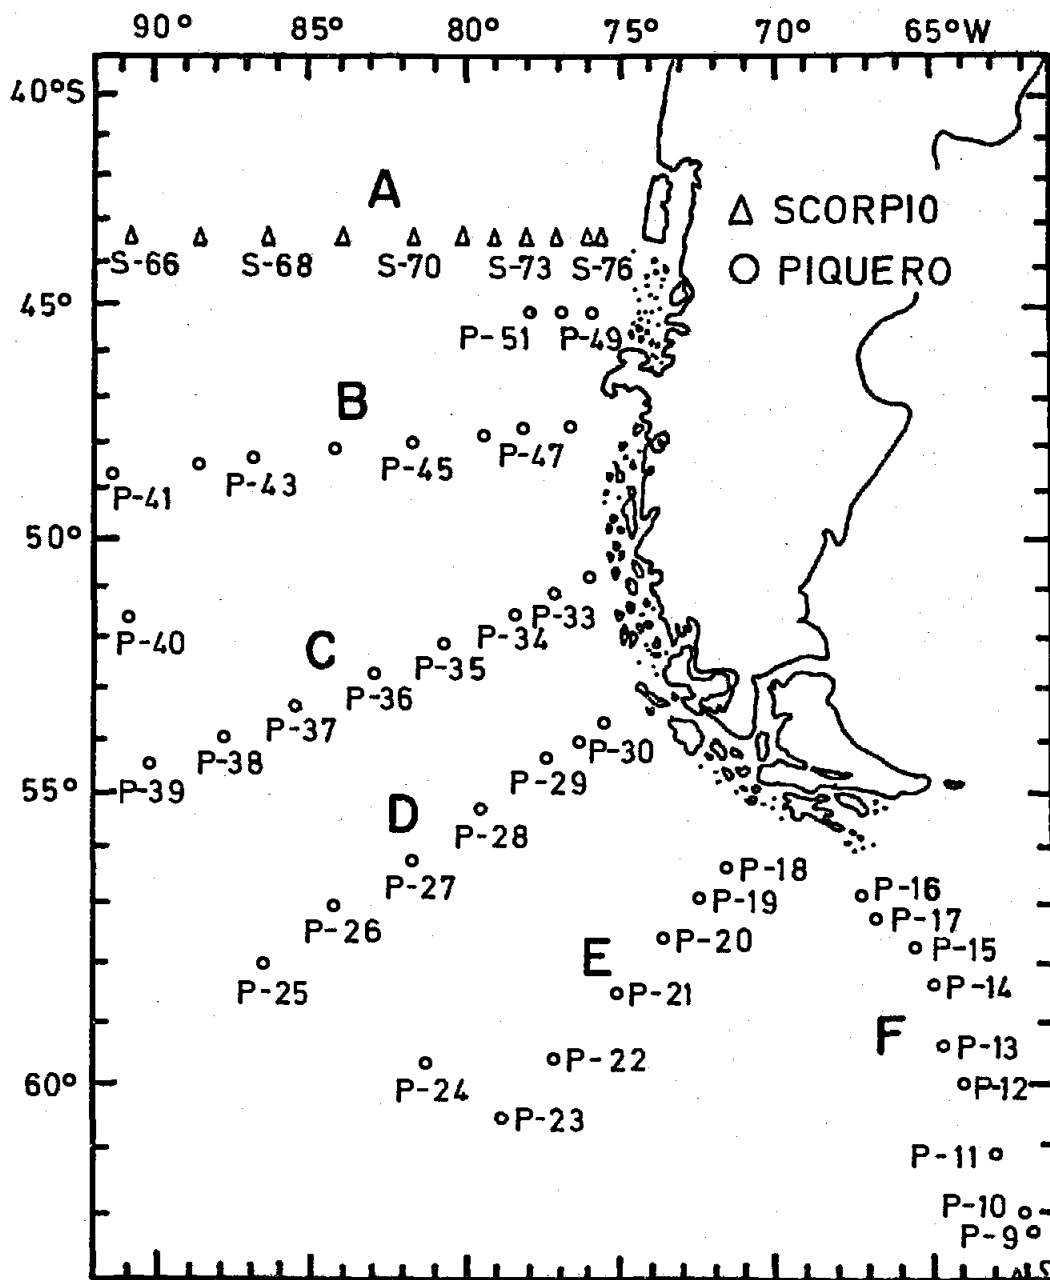 90° 85° 80° 75° 70° 65°W
40°S
A
△ SCORPIO
S-66 S-68 S-70 S-73 S-76
○ PIQUERO
45°
P-51 P-49
B
P-41 P-43 P-45 P-47
50°
P-33
P-40 C P-34
P-35
P-36
P-37
P-38 P-30
P-39 P-29
55°
D
P-28
P-18
P-27 P-16
P-19
P-17
P-26 P-20 P-15
E
P-25 P-21 P-14
F P-13
P-22
60° P-24 P-12
P-23
P-11
P-10
P-9